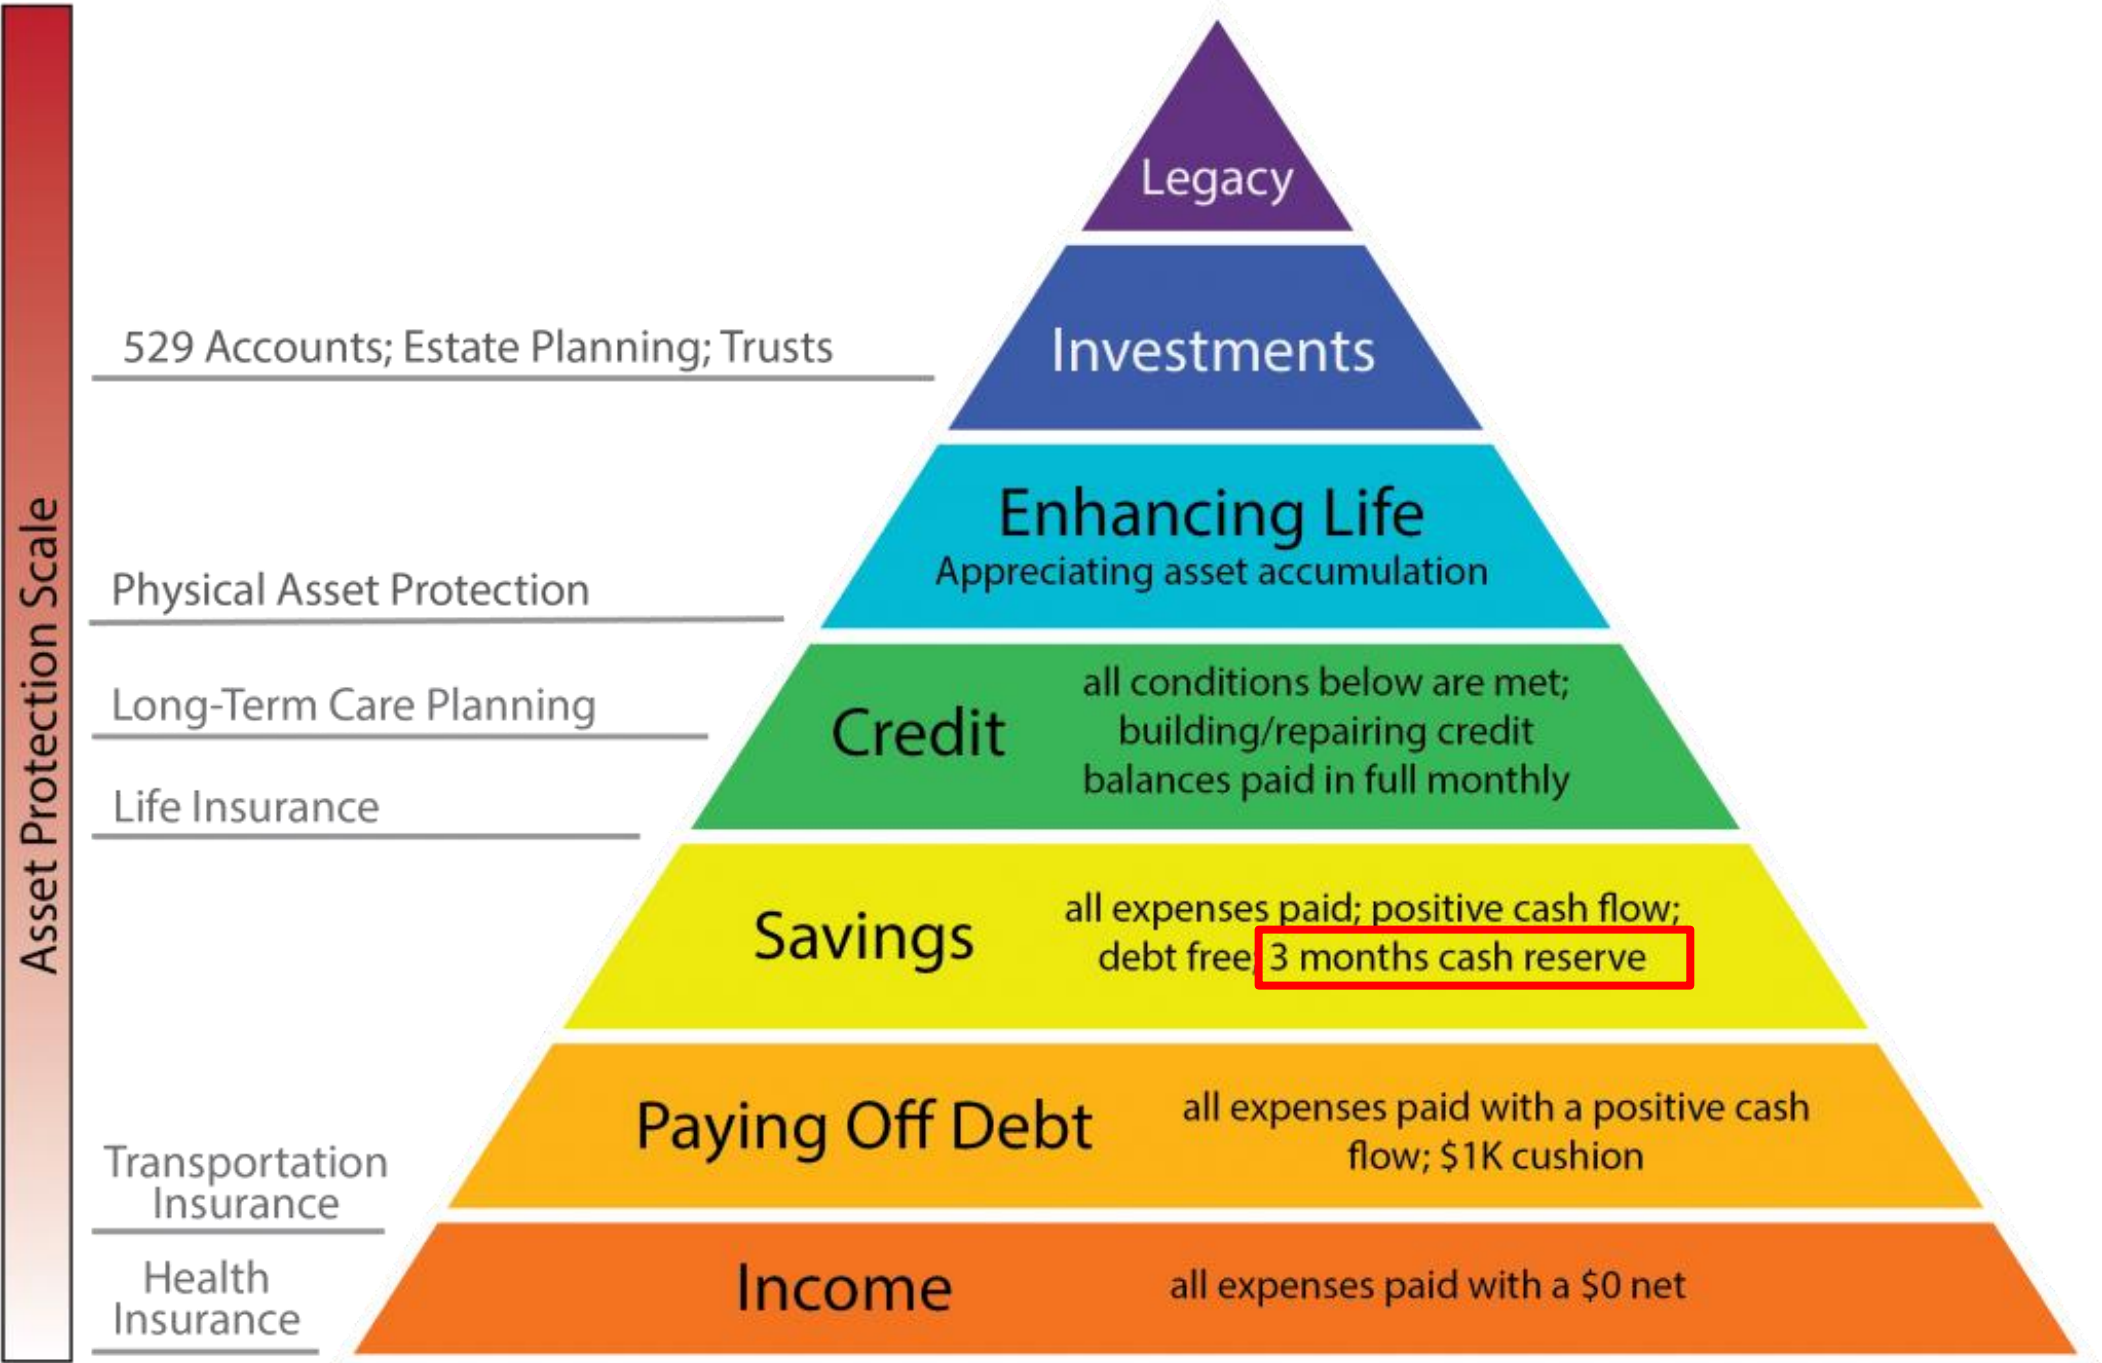 Legacy
529 Accounts; Estate Planning; Trusts
Investments
Enhancing Life
Appreciating asset accumulation
Physical Asset Protection
Long-Term Care Planning
Life Insurance
Credit
all conditions below are met;
building/repairing credit
balances paid in full monthly
Savings
all expenses paid; positive cash flow;
debt free; 3 months cash reserve
Paying Off Debt
all expenses paid with a positive cash
flow; $1K cushion
Transportation
Insurance
Income
all expenses paid with a $0 net
Health
Insurance
Asset Protection Scale